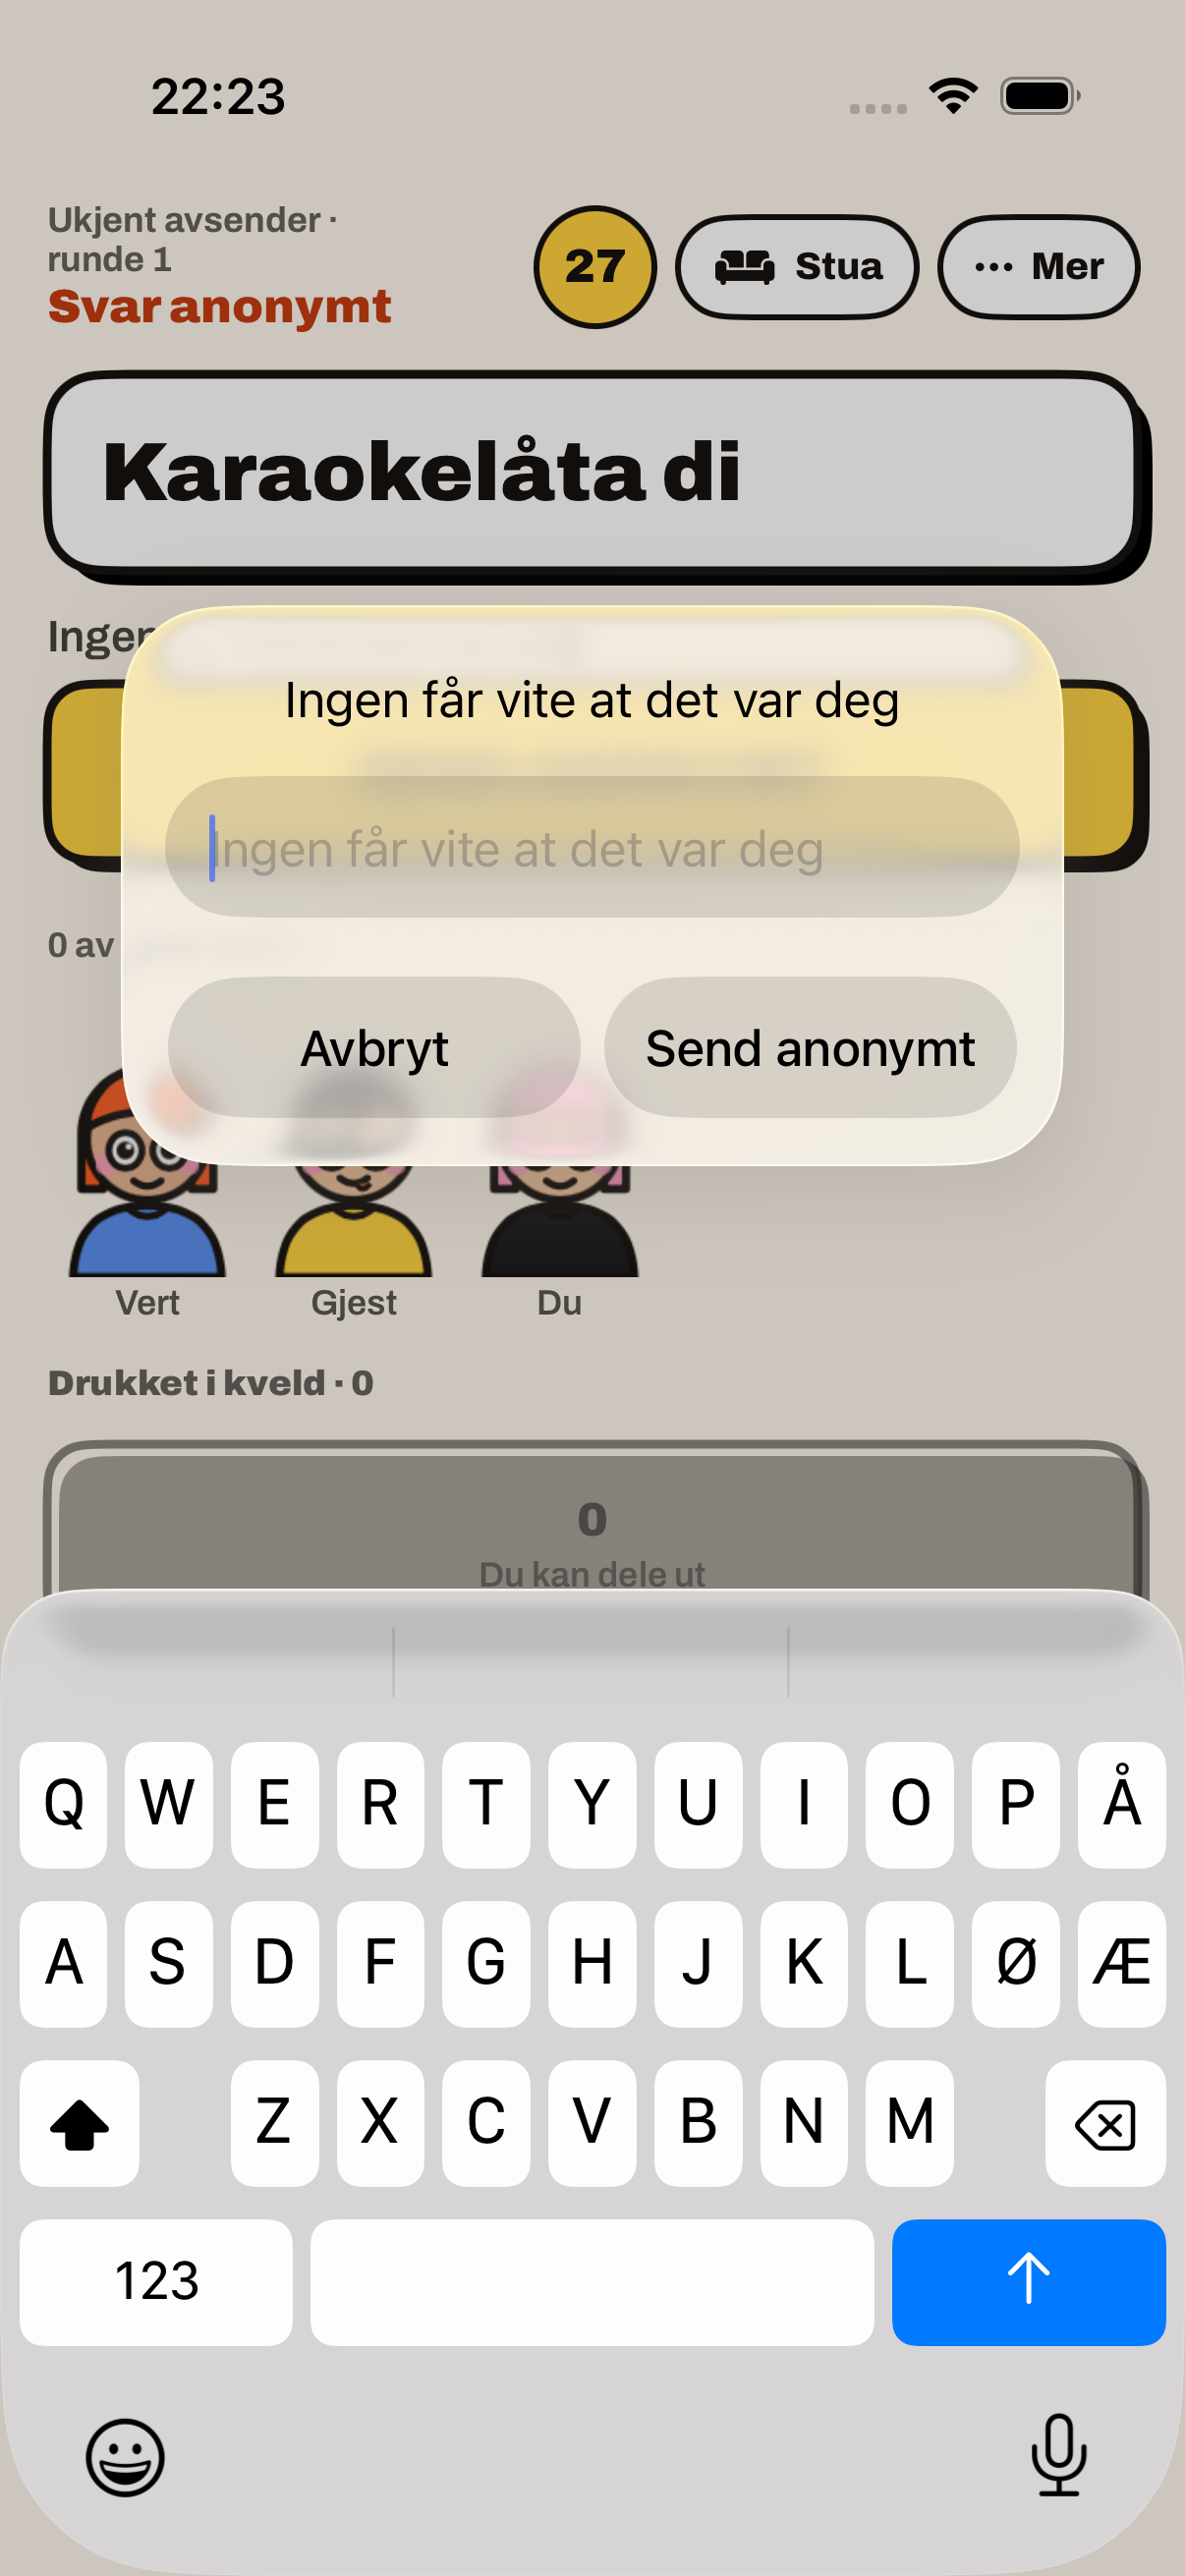 22:23
Ukjent avsender ·
runde 1
Svar anonymt
27
Stua
Mer
Karaokelåta di
Ingen får vite at det var deg
Ingen får vite at det var deg
0 av
Avbryt
Send anonymt
Vert
Gjest
Du
Drukket i kveld · 0
0
Du kan dele ut
Q W E R T Y U I O P Å
A S D F G H J K L Ø Æ
Z X C V B N M
123